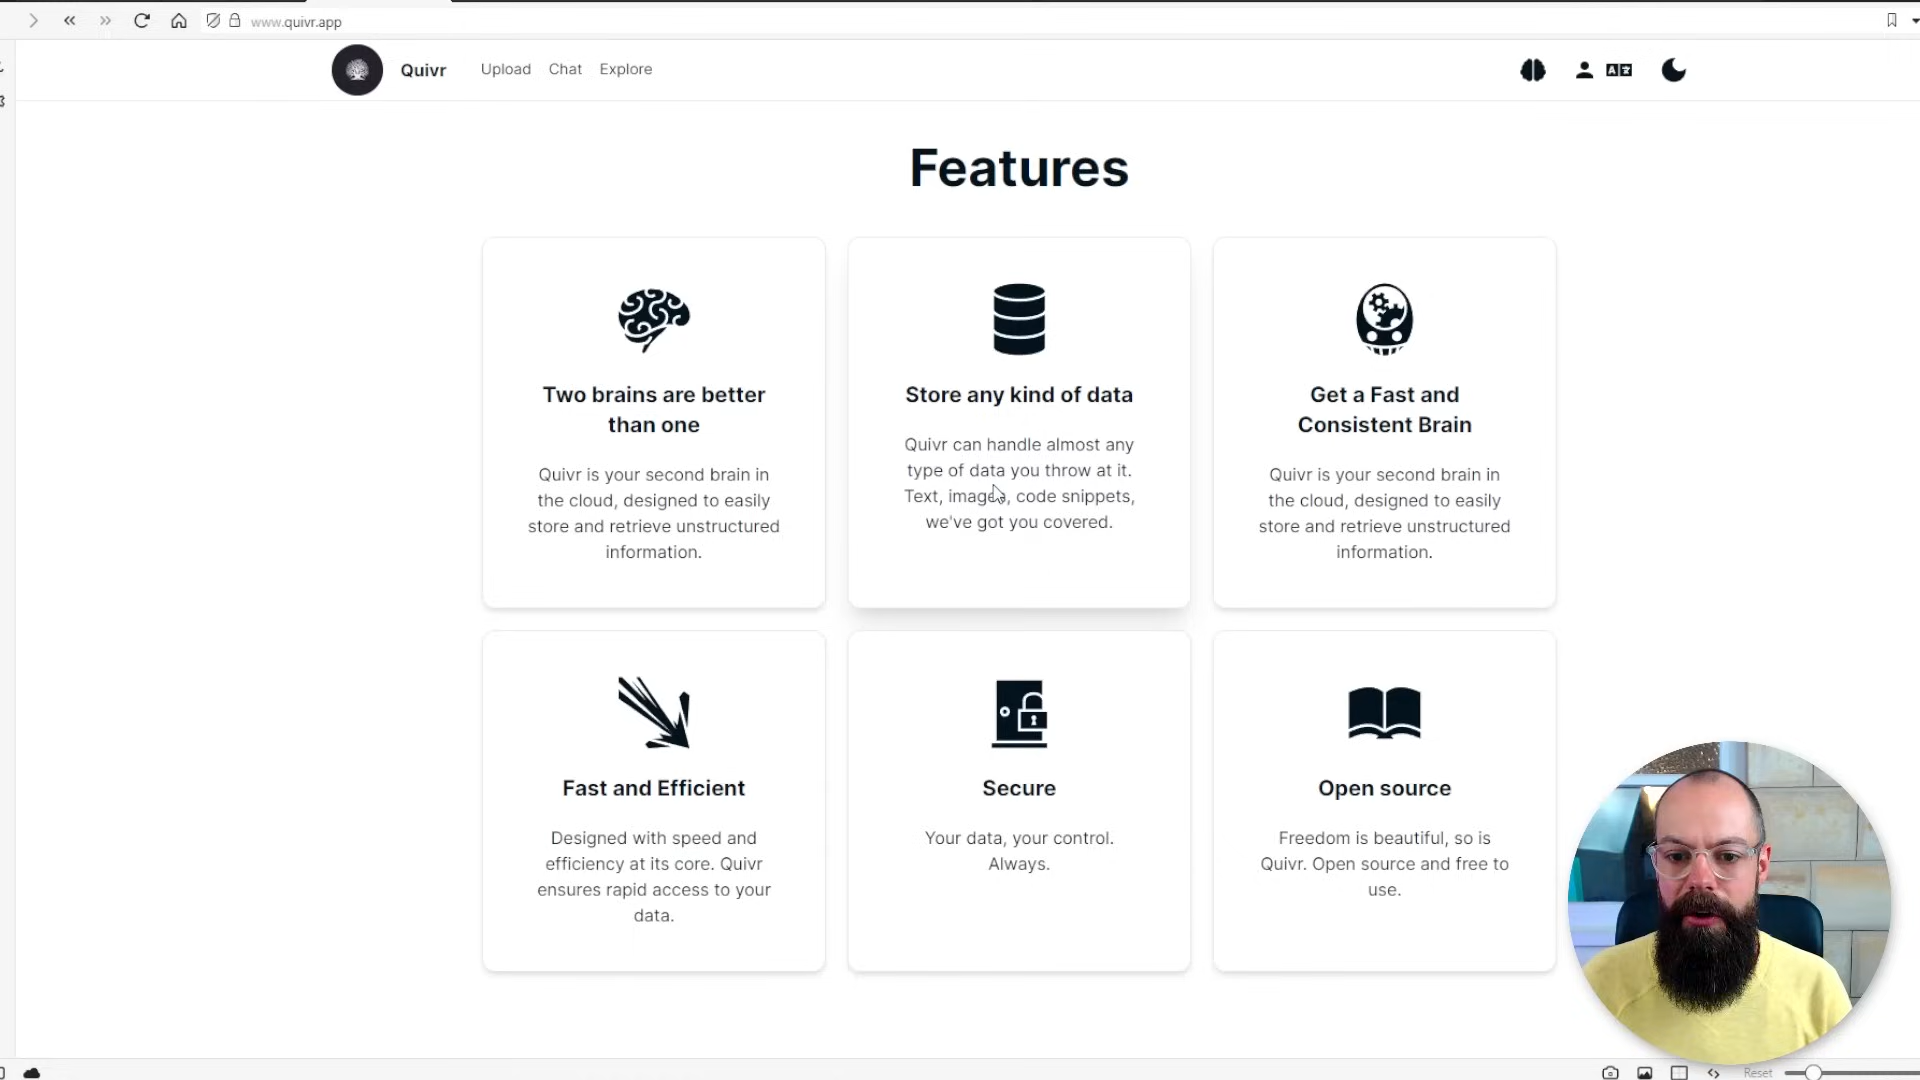 www.quivr.app
Quivr
Upload
Chat
Explore
Features
Two brains are better
than one
Quivr is your second brain in
the cloud, designed to easily
store and retrieve unstructured
information.
Store any kind of data
Quivr can handle almost any
type of data you throw at it.
Text, images, code snippets,
we've got you covered.
Get a Fast and
Consistent Brain
Quivr is your second brain in
the cloud, designed to easily
store and retrieve unstructured
information.
Fast and Efficient
Designed with speed and
efficiency at its core. Quivr
ensures rapid access to your
data.
Secure
Your data, your control.
Always.
Open source
Freedom is beautiful, so is
Quivr. Open source and free to
use.
Reset